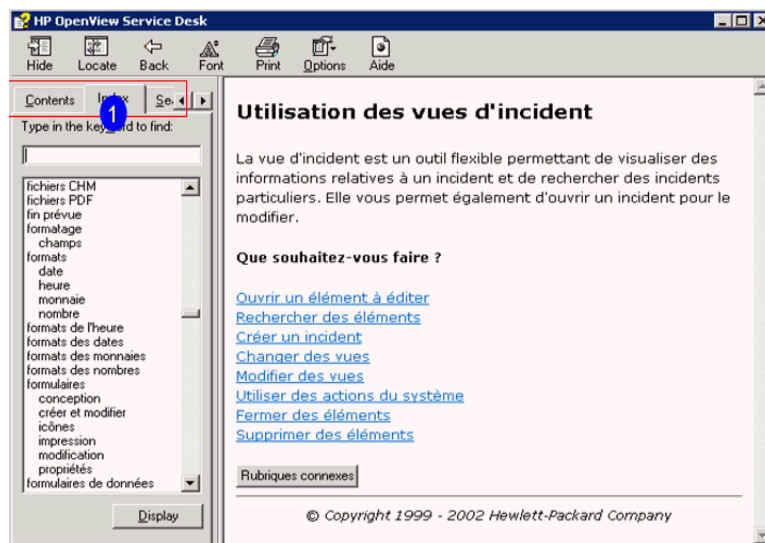 HP OpenView Service Desk
Hide Locate Back Font Print Options Aide
Contents Index Se
1
Type in the keyword to find:
fichiers CHM
fichiers PDF
fin prévue
formatage
champs
formats
date
heure
monnaie
nombre
formats de l'heure
formats des dates
formats des monnaies
formats des nombres
formulaires
conception
créer et modifier
icônes
impression
modification
propriétés
formulaires de données
Display
Utilisation des vues d'incident
La vue d'incident est un outil flexible permettant de visualiser des
informations relatives à un incident et de rechercher des incidents
particuliers. Elle vous permet également d'ouvrir un incident pour le
modifier.
Que souhaitez-vous faire ?
Ouvrir un élément à éditer
Rechercher des éléments
Créer un incident
Changer des vues
Modifier des vues
Utiliser des actions du système
Fermer des éléments
Supprimer des éléments
Rubriques connexes
© Copyright 1999 - 2002 Hewlett-Packard Company